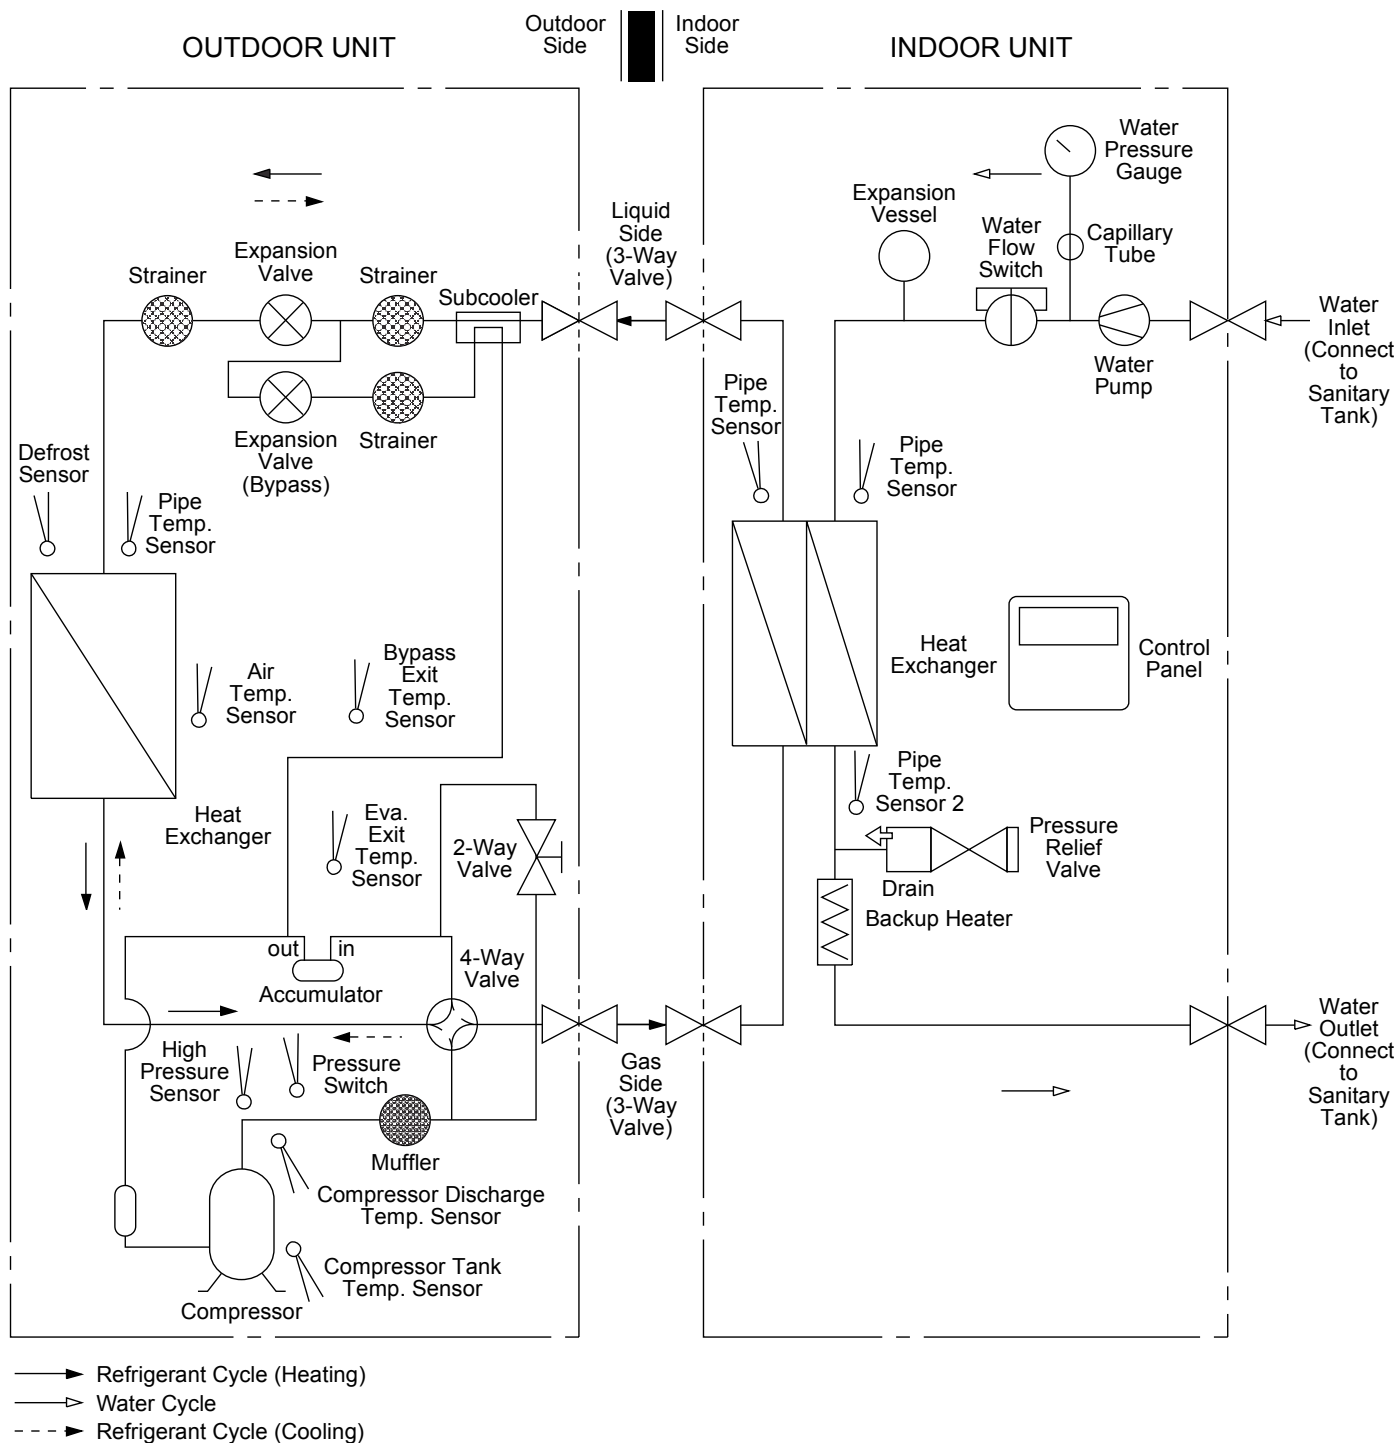 OUTDOOR UNIT
Outdoor
Side
Indoor
Side
INDOOR UNIT
Water
Pressure
Gauge
Expansion
Vessel
Water
Flow
Switch
Capillary
Tube
Liquid
Side
(3-Way
Valve)
Strainer
Expansion
Valve
Strainer
Subcooler
Water
Inlet
(Connect
to
Sanitary
Tank)
Water
Pump
Expansion
Valve
(Bypass)
Strainer
Defrost
Sensor
Pipe
Temp.
Sensor
Pipe
Temp.
Sensor
Pipe
Temp.
Sensor
Air
Temp.
Sensor
Bypass
Exit
Temp.
Sensor
Heat
Exchanger
Control
Panel
Heat
Exchanger
Eva.
Exit
Temp.
Sensor
2-Way
Valve
Pipe
Temp.
Sensor 2
Pressure
Relief
Valve
Drain
Backup Heater
out
in
Accumulator
4-Way
Valve
High
Pressure
Sensor
Pressure
Switch
Gas
Side
(3-Way
Valve)
Water
Outlet
(Connect
to
Sanitary
Tank)
Muffler
Compressor Discharge
Temp. Sensor
Compressor Tank
Temp. Sensor
Compressor
Refrigerant Cycle (Heating)
Water Cycle
Refrigerant Cycle (Cooling)